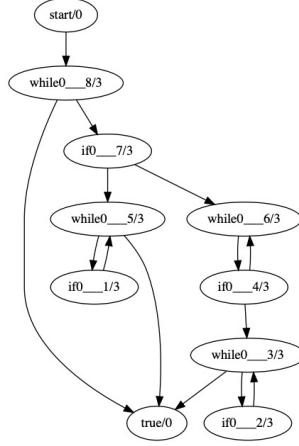 start/0
while0___8/3
if0___7/3
while0___5/3
while0___6/3
if0___1/3
if0___4/3
while0___3/3
true/0
if0___2/3